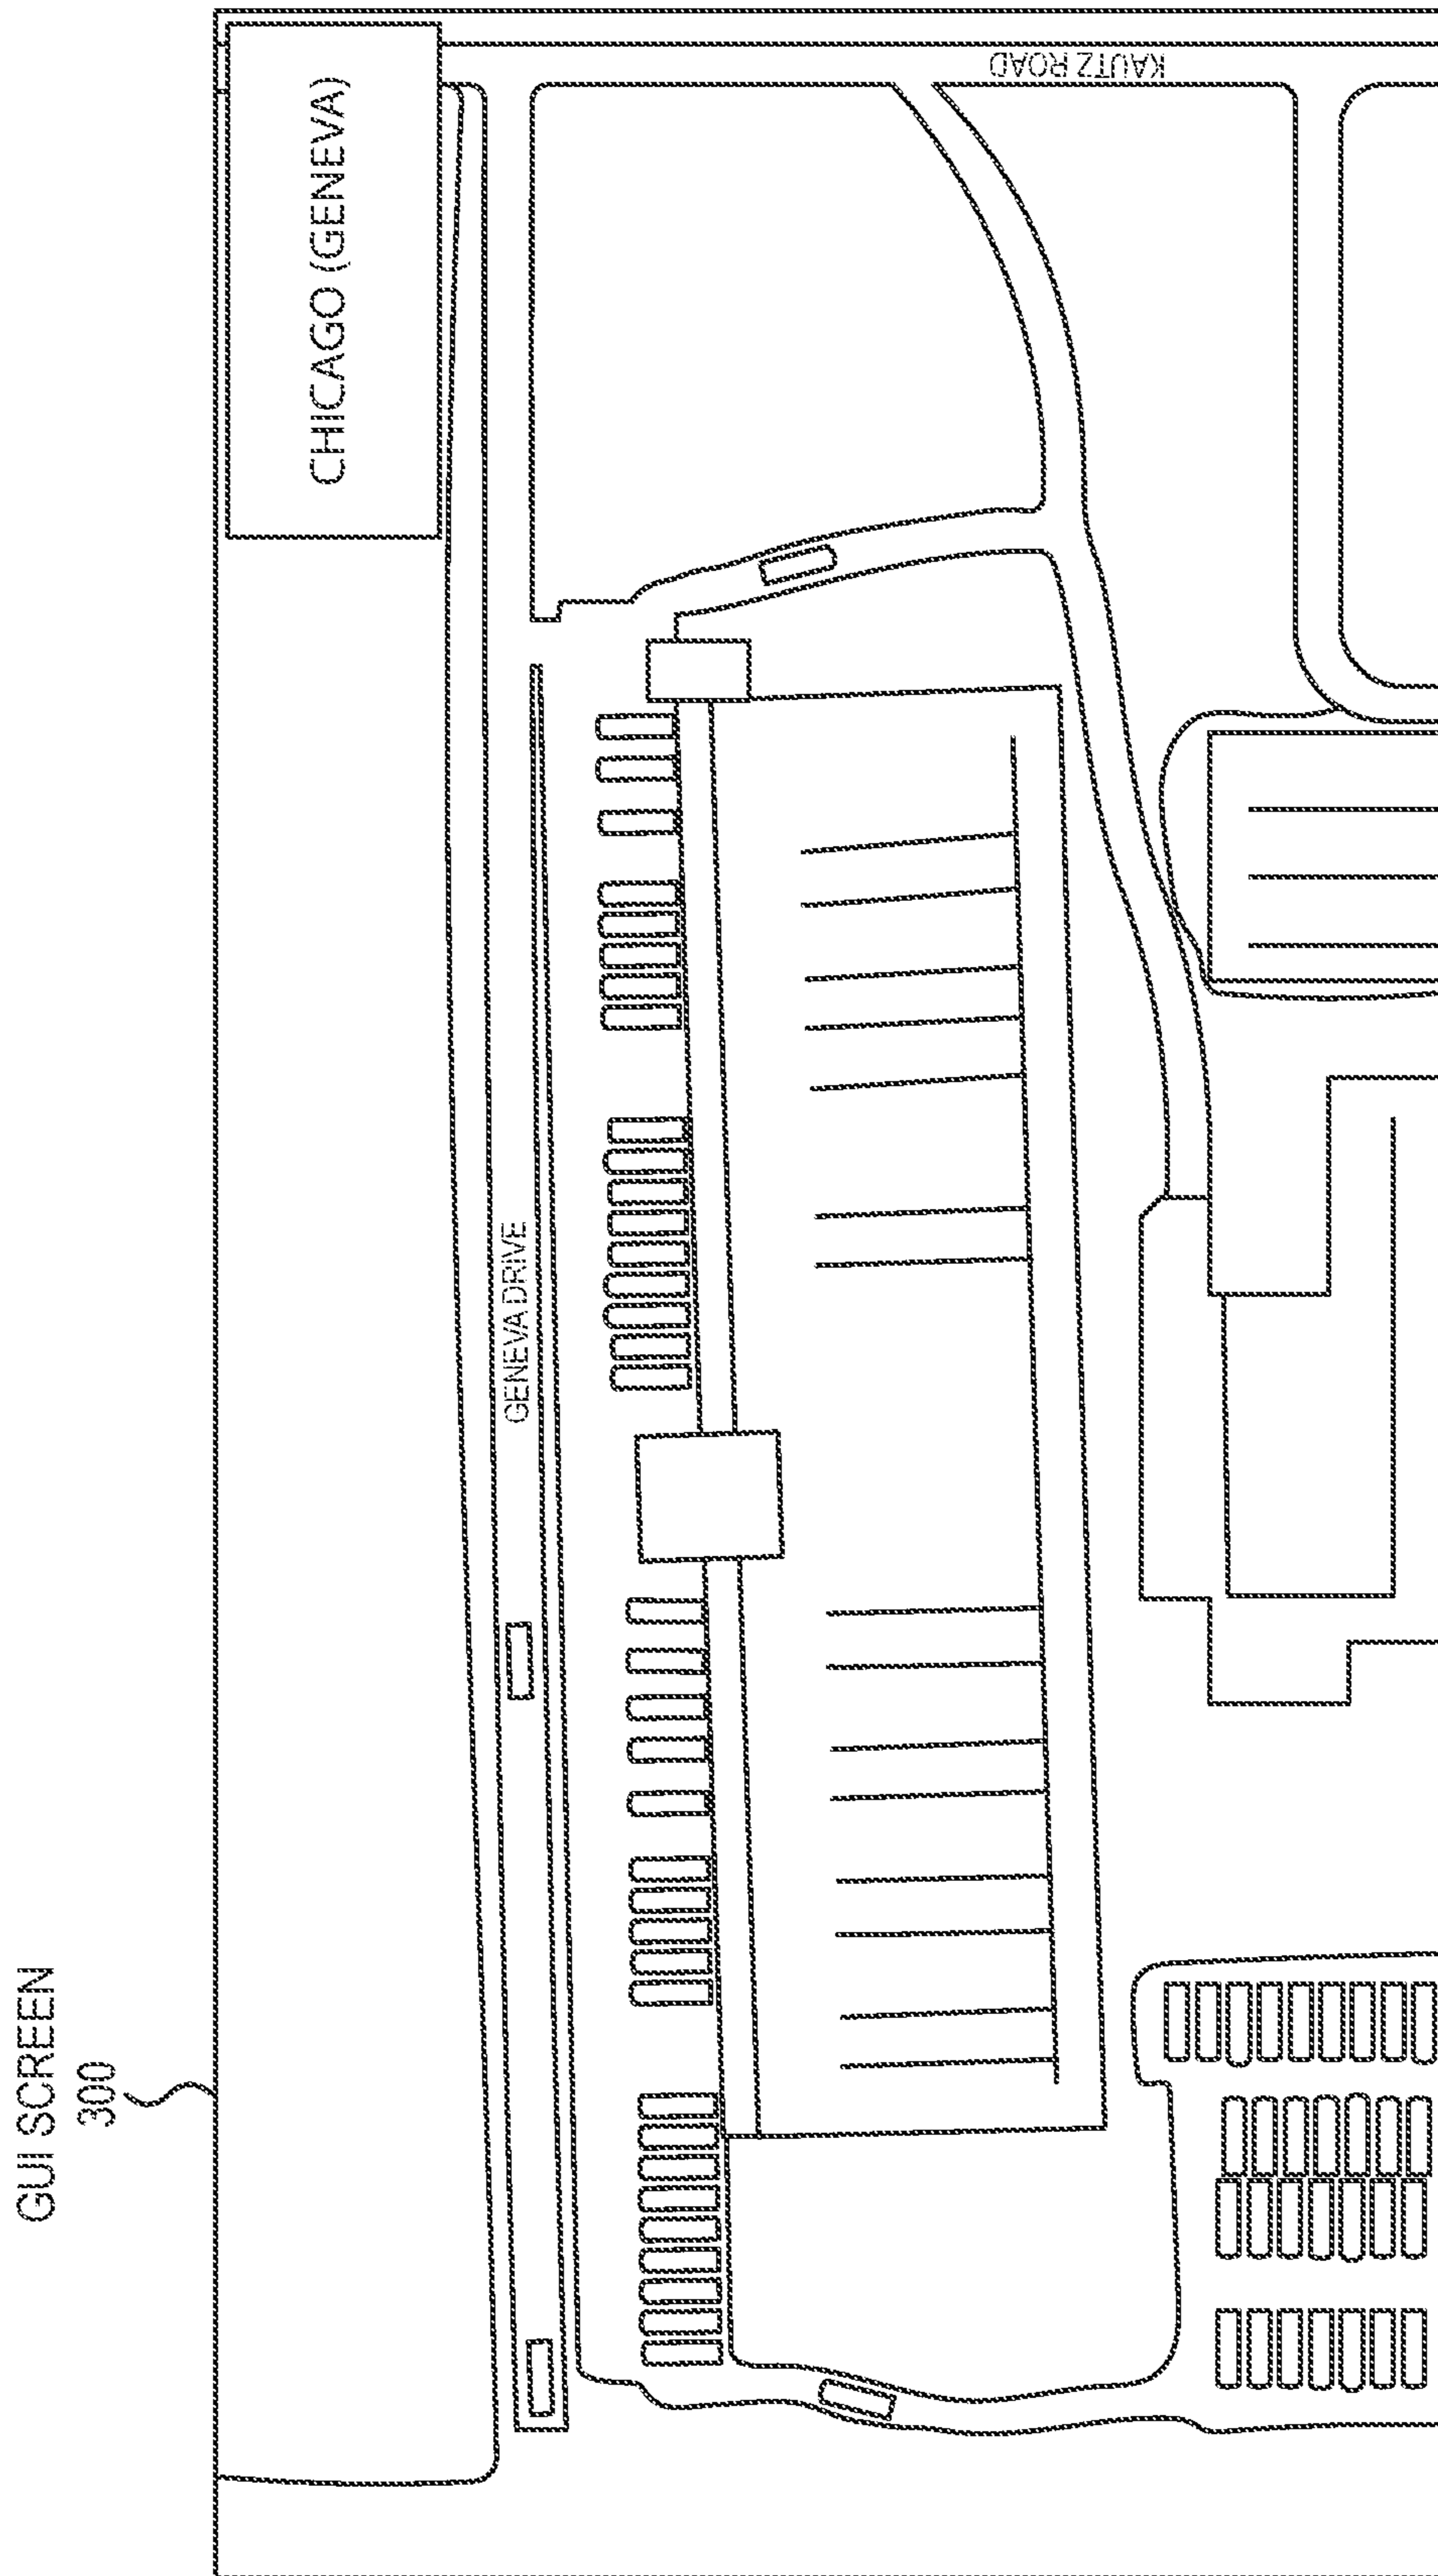 GUI SCREEN
300
CHICAGO (GENEVA)
GENEVA DRIVE
KAUTZ ROAD